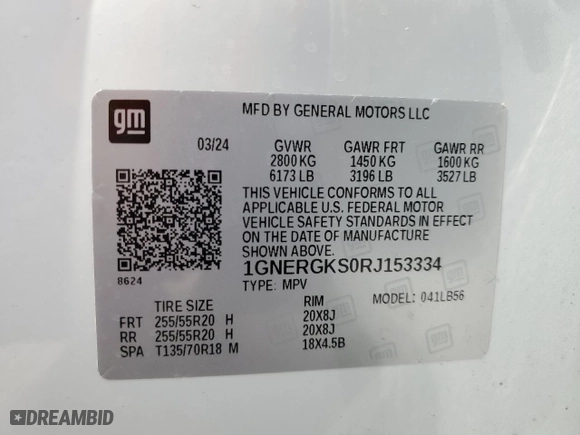 gm
MFD BY GENERAL MOTORS LLC
03/24 GVWR GAWR FRT GAWR RR
2800 KG 1450 KG 1600 KG
6173 LB 3196 LB 3527 LB
THIS VEHICLE CONFORMS TO ALL
APPLICABLE U.S. FEDERAL MOTOR
VEHICLE SAFETY STANDARDS IN EFFECT
ON THE DATE OF MANUFACTURE
SHOWN ABOVE.
8624
1GNERGKS0RJ153334
TYPE: MPV MODEL: 041LB56
TIRE SIZE RIM
FRT 255/55R20 H 20X8J
RR 255/55R20 H 20X8J
SPA T135/70R18 M 18X4.5B
DREAMBID